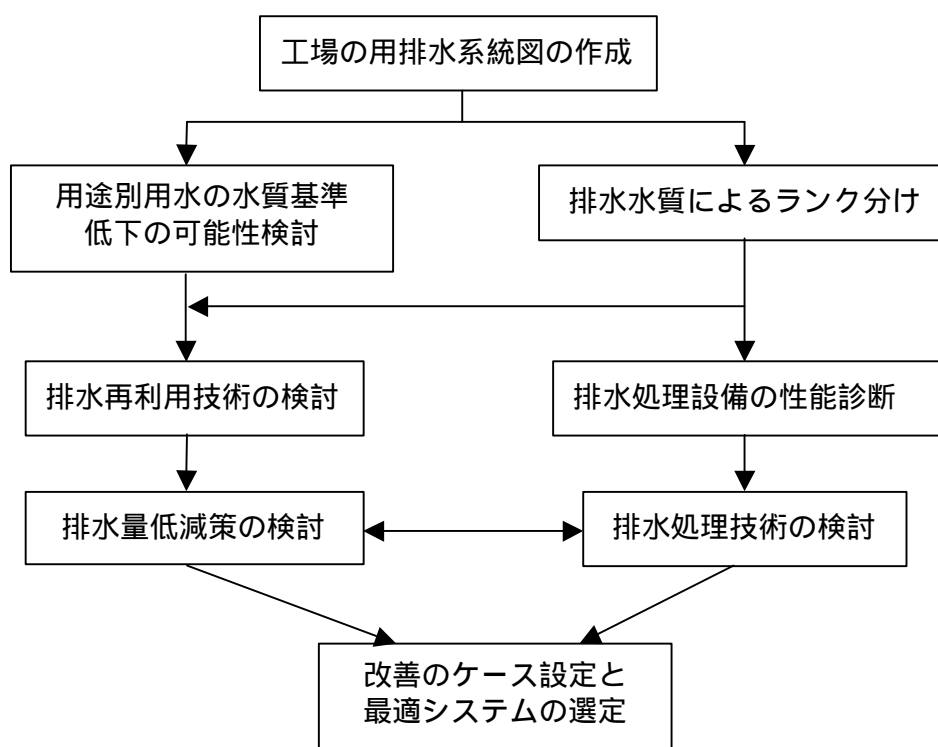 工場の用排水系統図の作成
用途別用水の水質基準
低下の可能性検討
排水水質によるランク分け
排水再利用技術の検討
排水処理設備の性能診断
排水量低減策の検討
排水処理技術の検討
改善のケース設定と
最適システムの選定